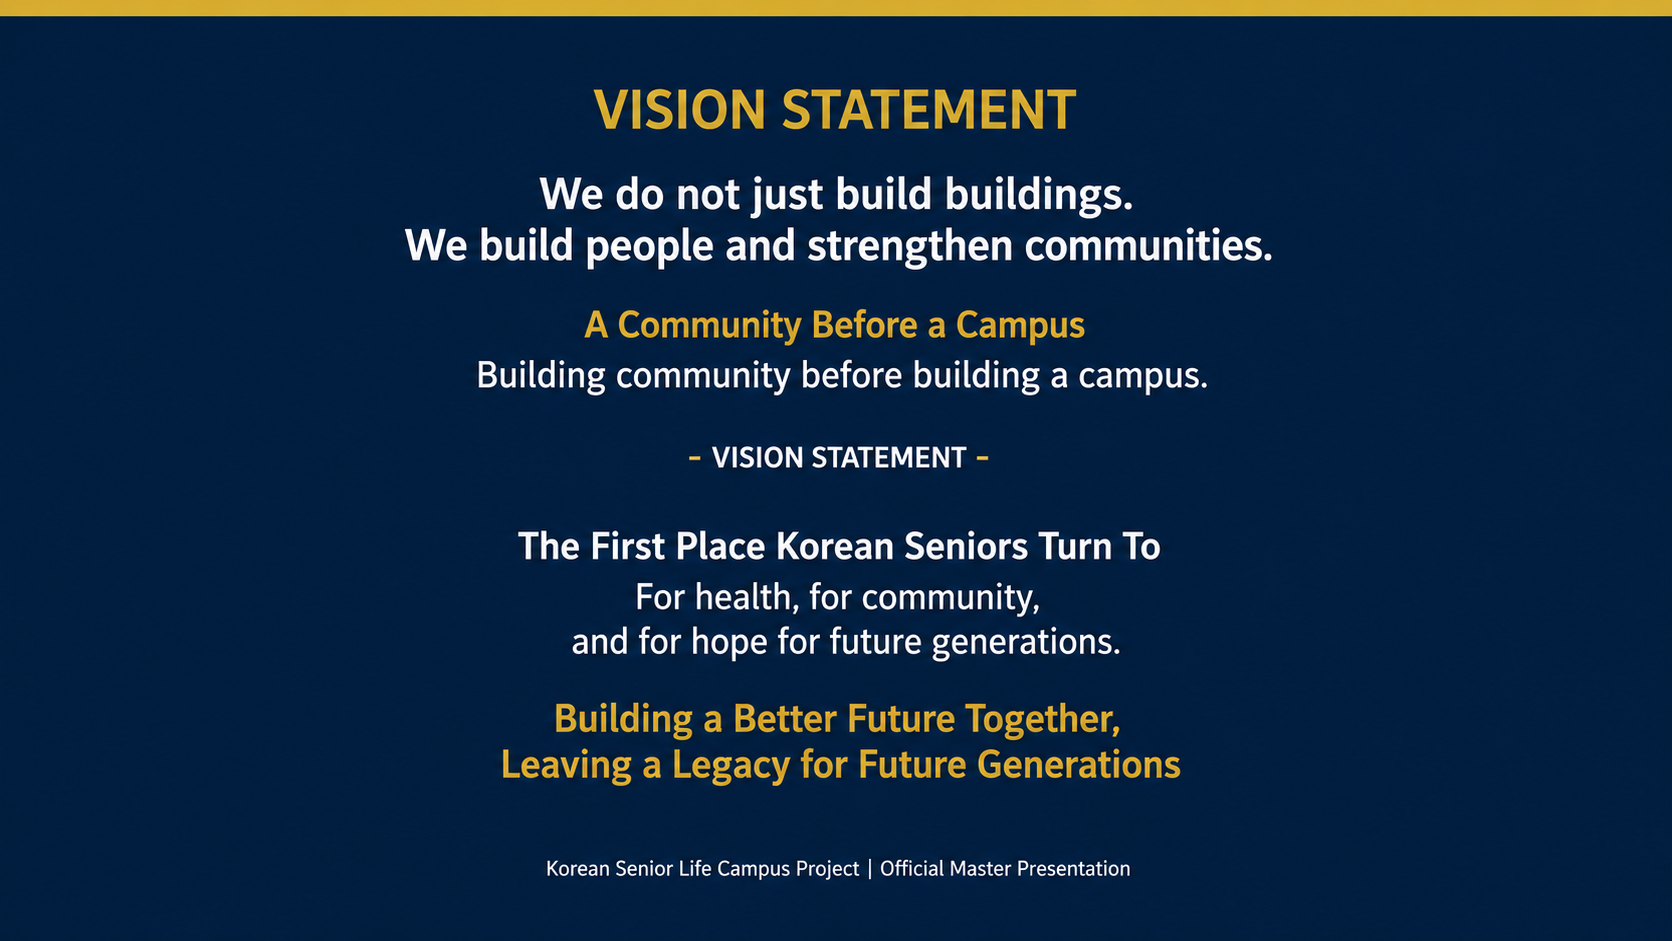 VISION STATEMENT
We do not just build buildings.
We build people and strengthen communities.
A Community Before a Campus
Building community before building a campus.
– VISION STATEMENT –
The First Place Korean Seniors Turn To
For health, for community,
and for hope for future generations.
Building a Better Future Together,
Leaving a Legacy for Future Generations
Korean Senior Life Campus Project | Official Master Presentation